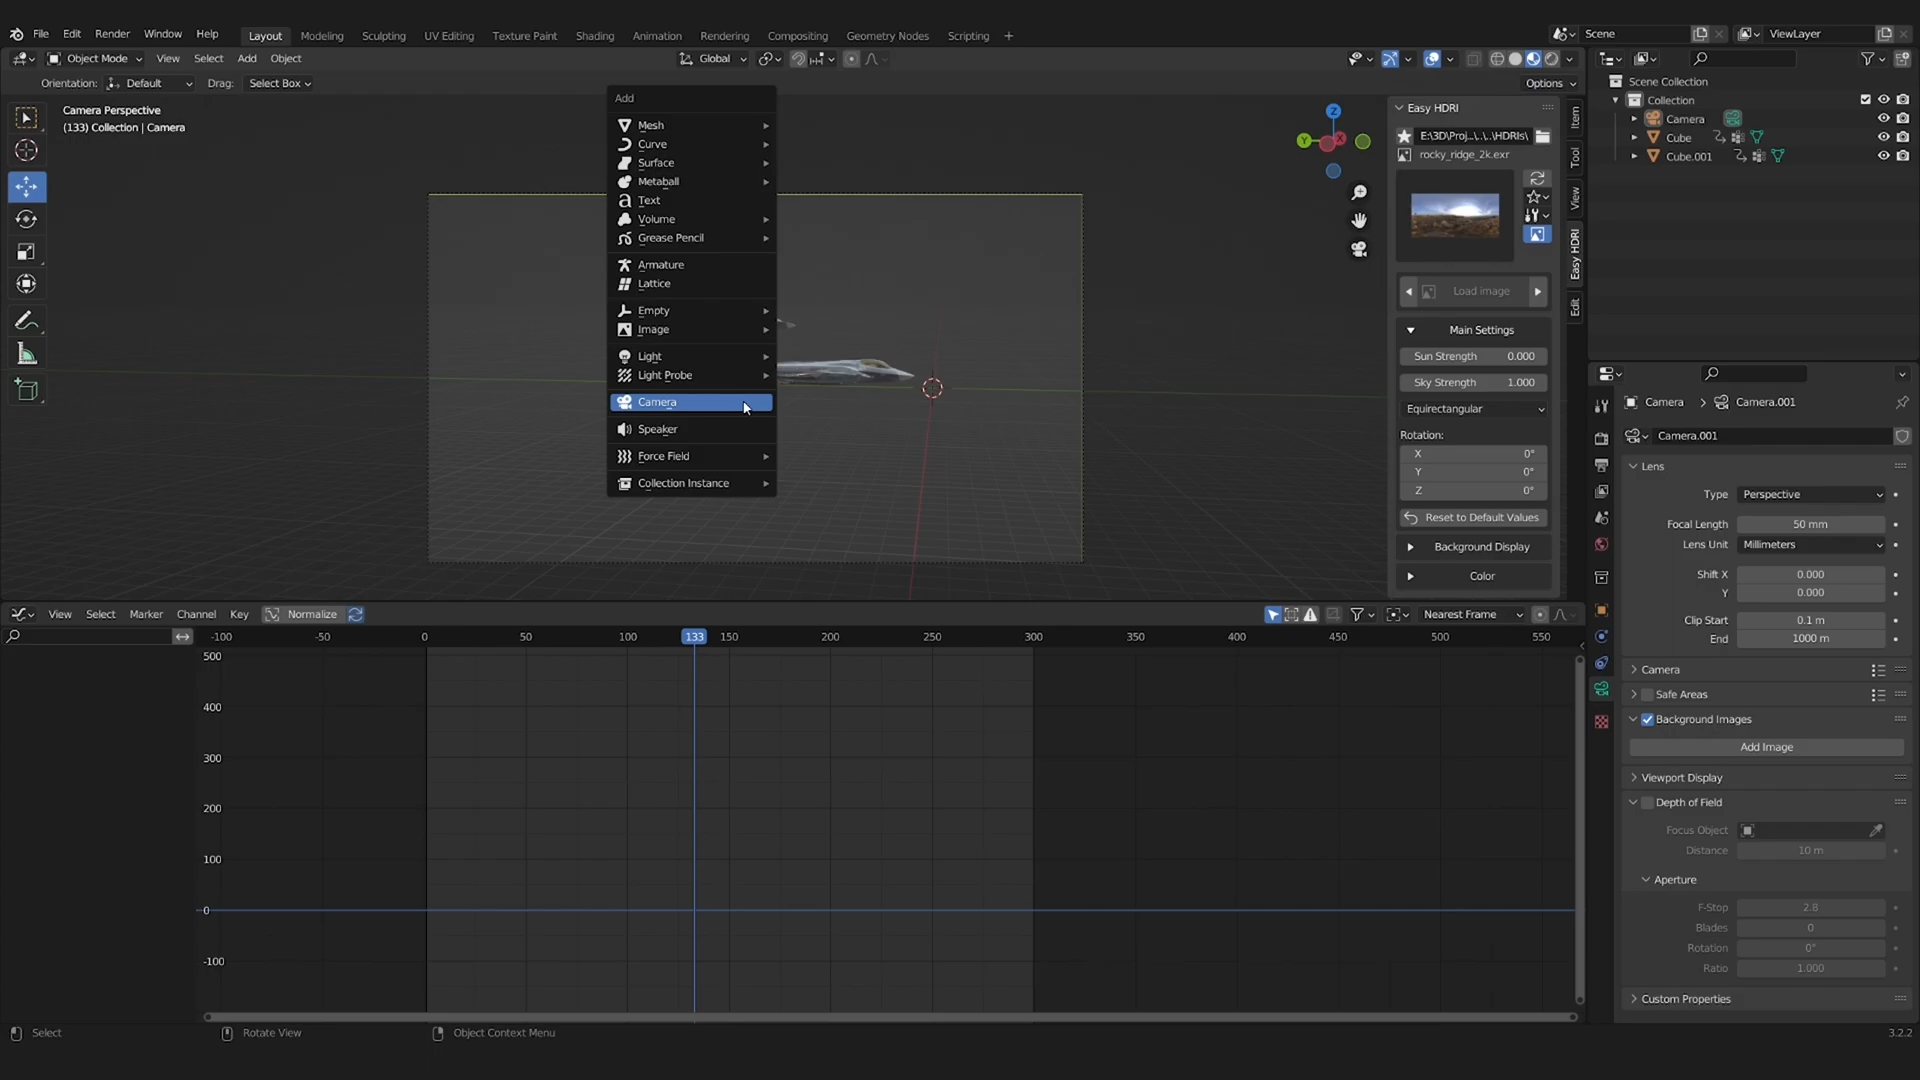 File Edit Render Window Help Layout Modeling Sculpting UV Editing Texture Paint Shading Animation Rendering Compositing Geometry Nodes Scripting + Scene ViewLayer
Object Mode View Select Add Object Global Options
Orientation: Default Drag: Select Box
Camera Perspective
(133) Collection | Camera
Add
Mesh
Curve
Surface
Metaball
Text
Volume
Grease Pencil
Armature
Lattice
Empty
Image
Light
Light Probe
Camera
Speaker
Force Field
Collection Instance
Z
Y
X
Easy HDRI
E:\3D\Proj...\..\..\HDRIs\
rocky_ridge_2k.exr
Load image
Main Settings
Sun Strength 0.000
Sky Strength 1.000
Equirectangular
Rotation:
X 0°
Y 0°
Z 0°
Reset to Default Values
Background Display
Color
Item
Tool
View
Easy HDRI
Edit
Scene Collection
Collection
Camera
Cube
Cube.001
Camera > Camera.001
Camera.001
Lens
Type Perspective
Focal Length 50 mm
Lens Unit Millimeters
Shift X 0.000
Y 0.000
Clip Start 0.1 m
End 1000 m
Camera
Safe Areas
Background Images
Add Image
Viewport Display
Depth of Field
Focus Object
Distance 10 m
Aperture
F-Stop 2.8
Blades 0
Rotation 0°
Ratio 1.000
Custom Properties
View Select Marker Channel Key Normalize Nearest Frame
-100 -50 0 50 100 133 150 200 250 300 350 400 450 500 550
500
400
300
200
100
0
-100
Select Rotate View Object Context Menu 3.2.2